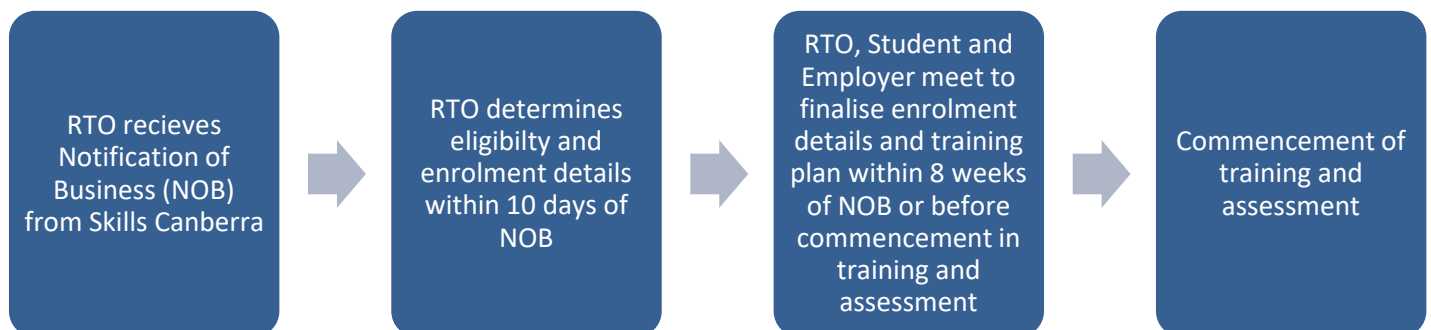 RTO recieves
Notification of
Business (NOB)
from Skills Canberra
RTO determines
eligibilty and
enrolment details
within 10 days of
NOB
RTO, Student and
Employer meet to
finalise enrolment
details and training
plan within 8 weeks
of NOB or before
commencement in
training and
assessment
Commencement of
training and
assessment